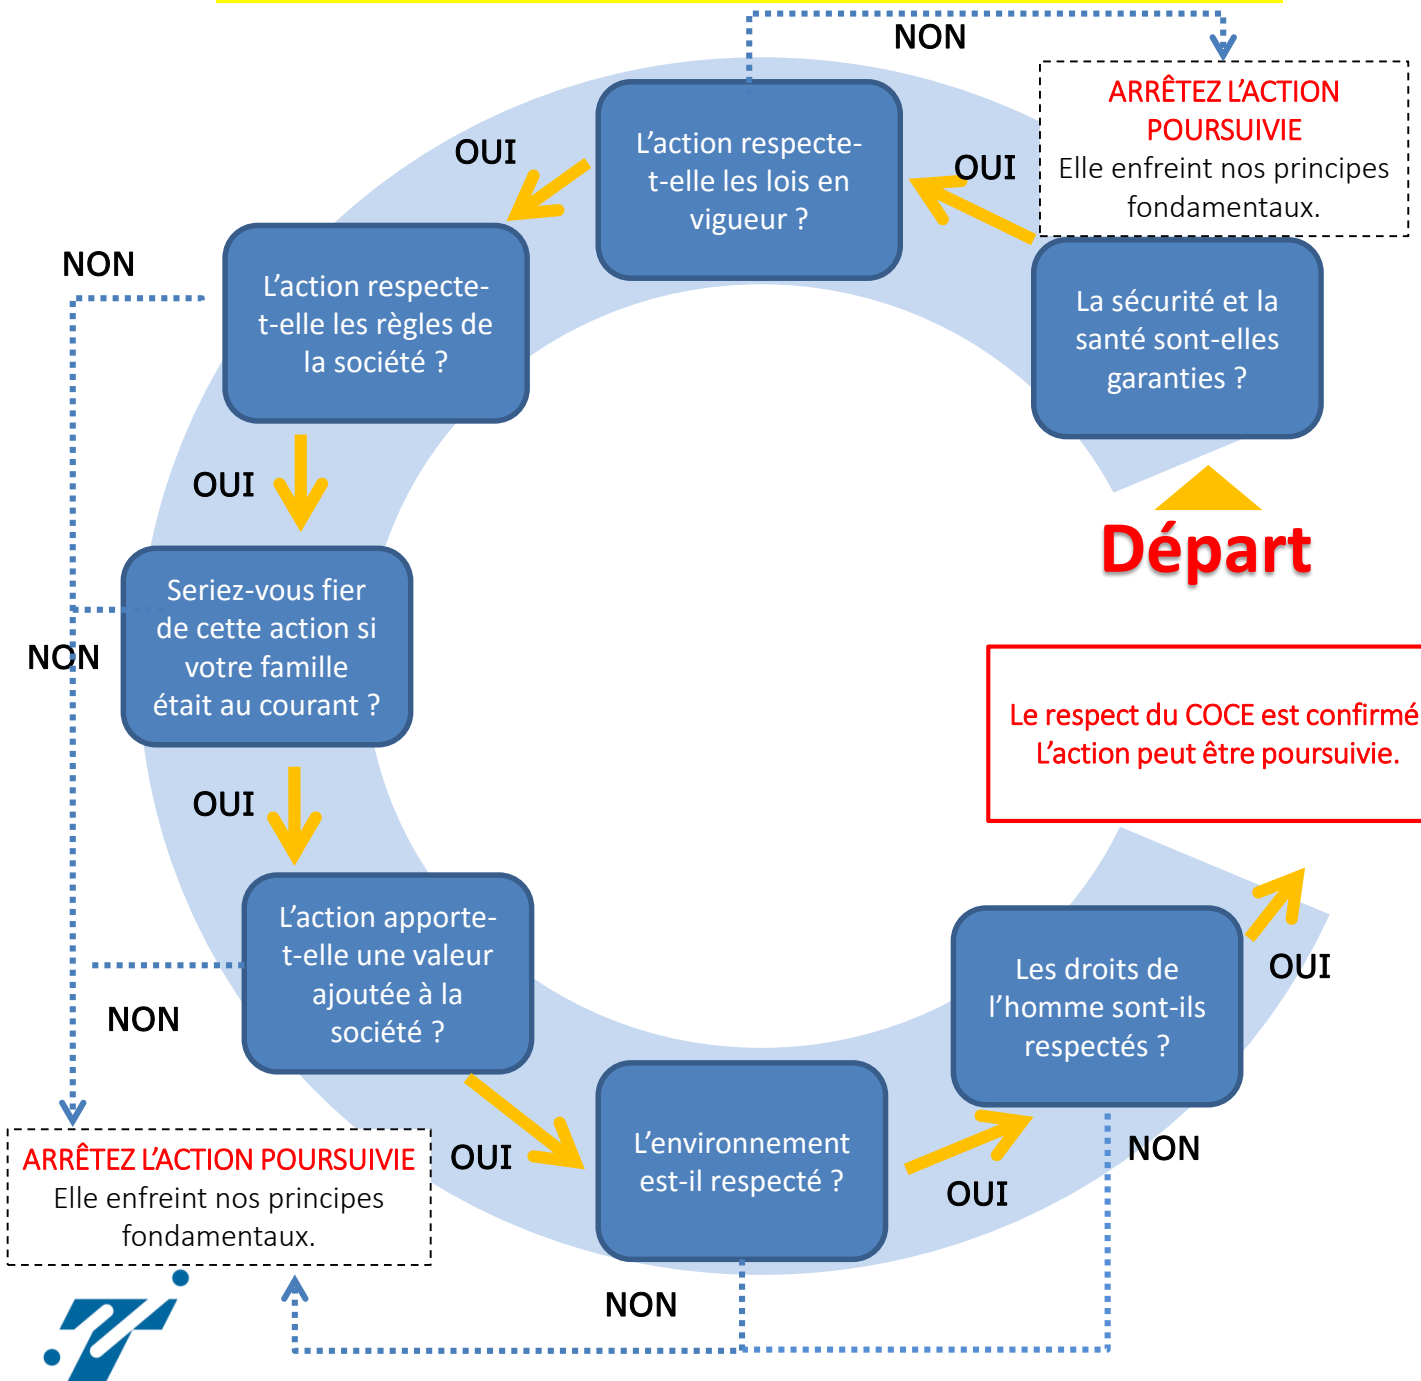 NON
ARRÊTEZ L'ACTION
POURSUIVIE
Elle enfreint nos principes
fondamentaux.
OUI
L'action respecte-
t-elle les lois en
vigueur ?
OUI
La sécurité et la
santé sont-elles
garanties ?
Départ
NON
L'action respecte-
t-elle les règles de
la société ?
OUI
Seriez-vous fier
de cette action si
votre famille
était au courant ?
NON
OUI
Le respect du COCE est confirmé
L'action peut être poursuivie.
L'action apporte-
t-elle une valeur
ajoutée à la
société ?
NON
OUI
Les droits de
l'homme sont-ils
respectés ?
OUI
L'environnement
est-il respecté ?
OUI
NON
ARRÊTEZ L'ACTION POURSUIVIE
Elle enfreint nos principes
fondamentaux.
NON